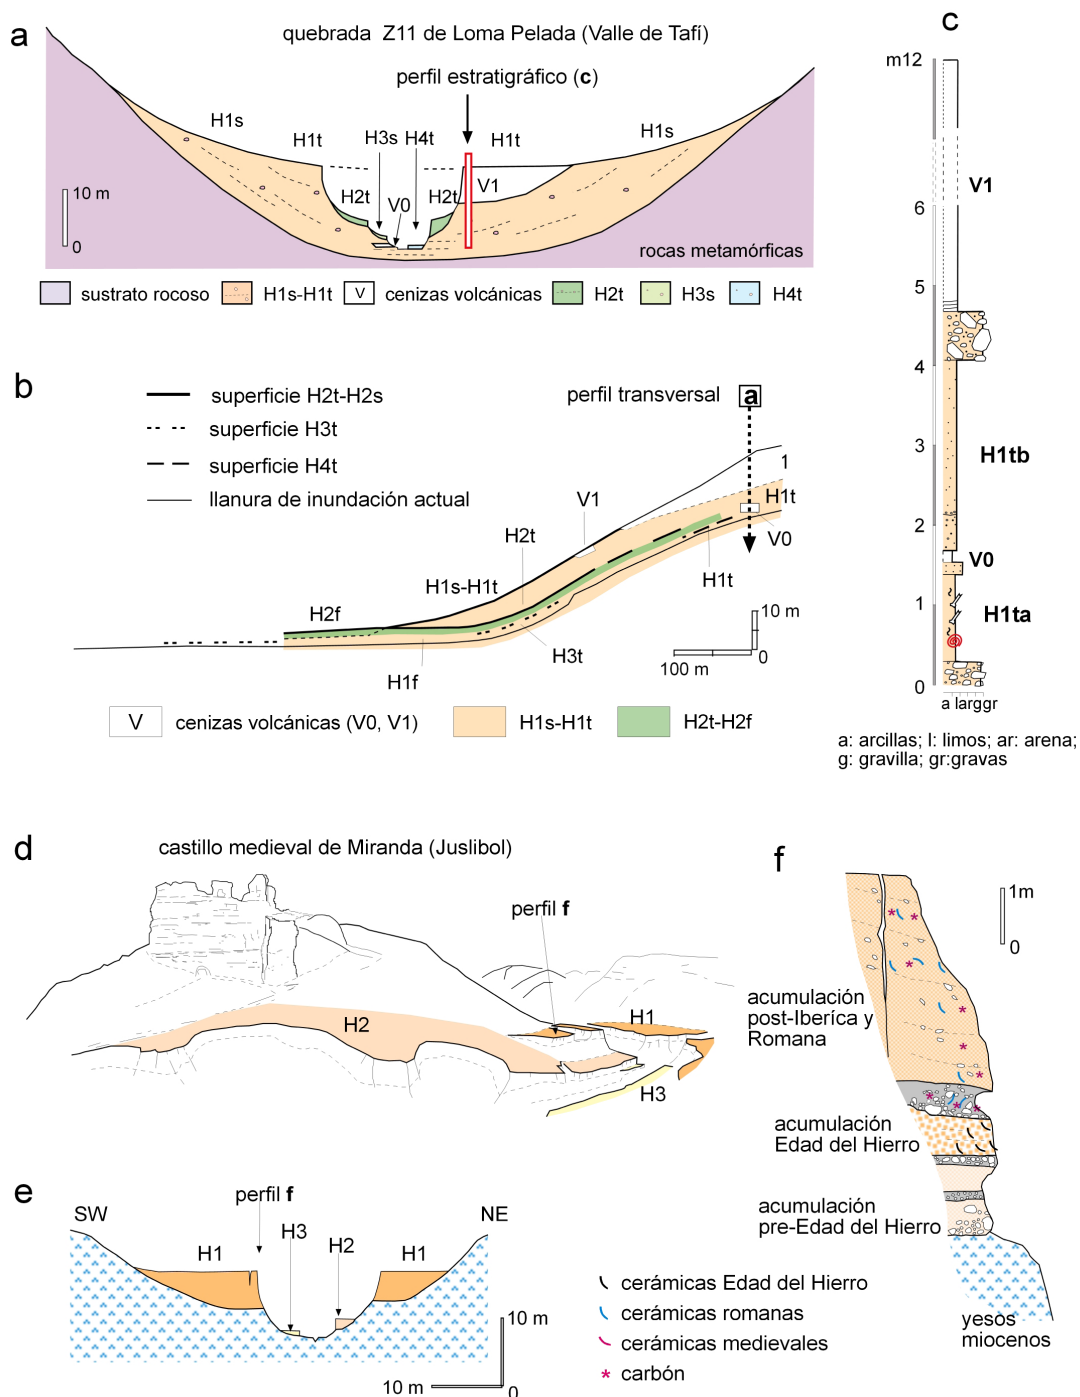 a
quebrada Z11 de Loma Pelada (Valle de Tafí)
perfil estratigráfico (c)
H1s
H1t
H3s
H4t
H1t
H1s
H2t
V0
H2t
V1
10 m
0
rocas metamórficas
sustrato rocoso
H1s-H1t
V
cenizas volcánicas
H2t
H3s
H4t
b
superficie H2t-H2s
superficie H3t
superficie H4t
llanura de inundación actual
perfil transversal
a
1
V1
H1t
H2t
V0
H1s-H1t
H1t
H2f
H3t
H1f
10 m
0
100 m
V
cenizas volcánicas (V0, V1)
H1s-H1t
H2t-H2f
c
m12
V1
6
5
4
3
H1tb
2
V0
1
H1ta
0
a larggr
a: arcillas; l: limos; ar: arena;
g: gravilla; gr:gravas
d
castillo medieval de Miranda (Juslibol)
perfil f
H1
H2
H3
e
perfil f
SW
NE
H3
H2
H1
H1
10 m
0
10 m
f
1m
0
acumulación
post-Iberíca y
Romana
acumulación
Edad del Hierro
acumulación
pre-Edad del Hierro
yesos
miocenos
cerámicas Edad del Hierro
cerámicas romanas
cerámicas medievales
carbón